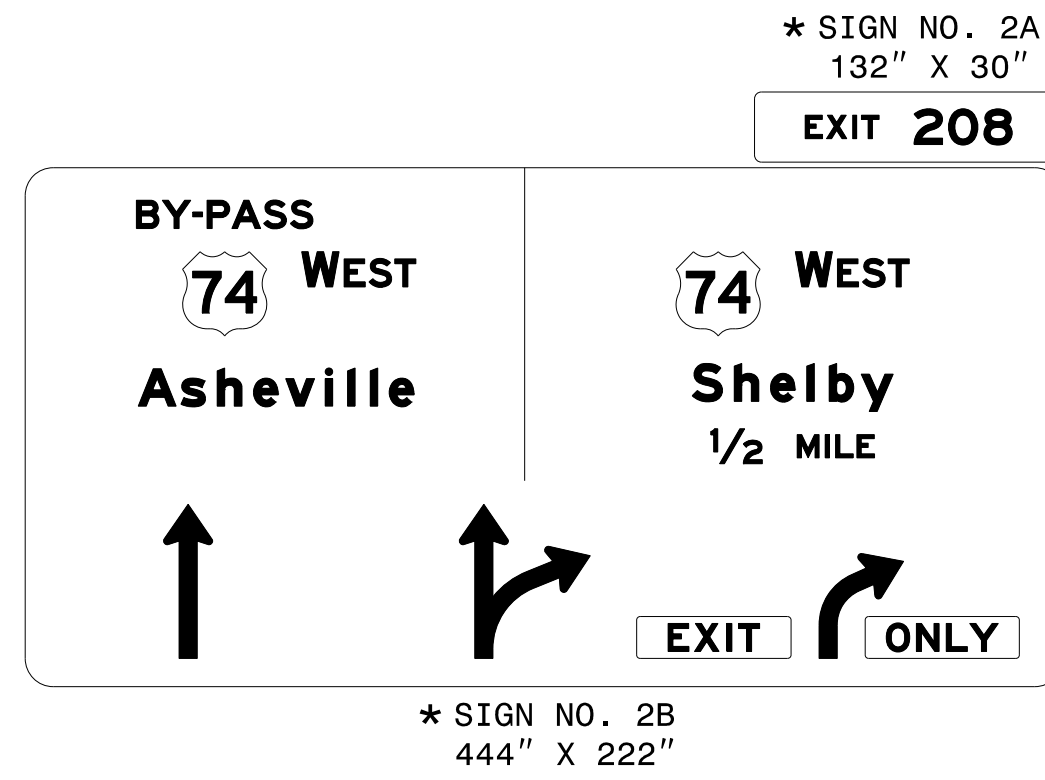 * SIGN NO. 2A
132" X 30"
EXIT 208
BY-PASS
74 WEST
Asheville
74 WEST
Shelby
1/2 MILE
EXIT ONLY
* SIGN NO. 2B
444" X 222"